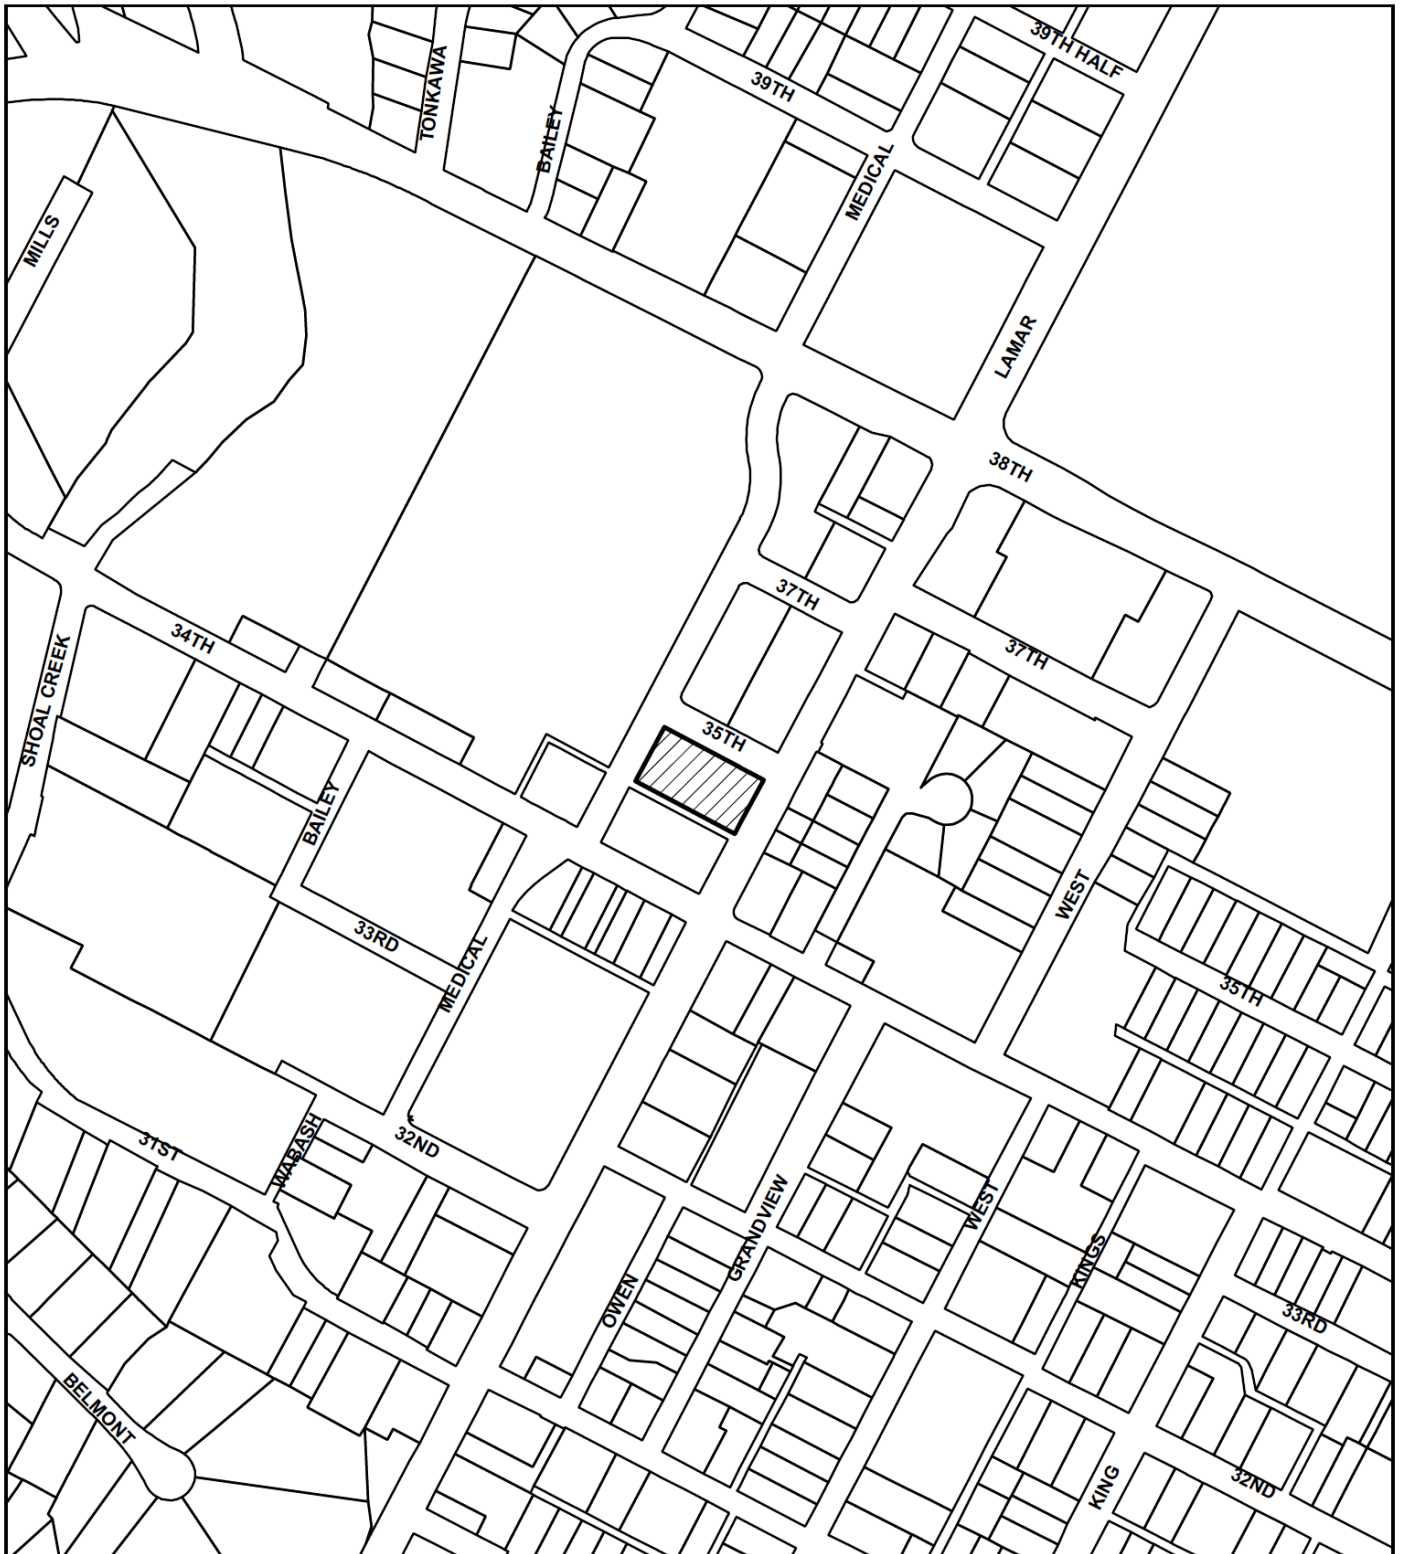 39TH HALF
TONKAWA
39TH
BAILEY
MEDICAL
MILLS
LAMAR
38TH
37TH
34TH
37TH
SHOAL CREEK
35TH
BAILEY
WEST
33RD
MEDICAL
35TH
32ND
31ST
WABASH
WEST
GRANDVIEW
KINGS
OWEN
33RD
BELMONT
KING
32ND